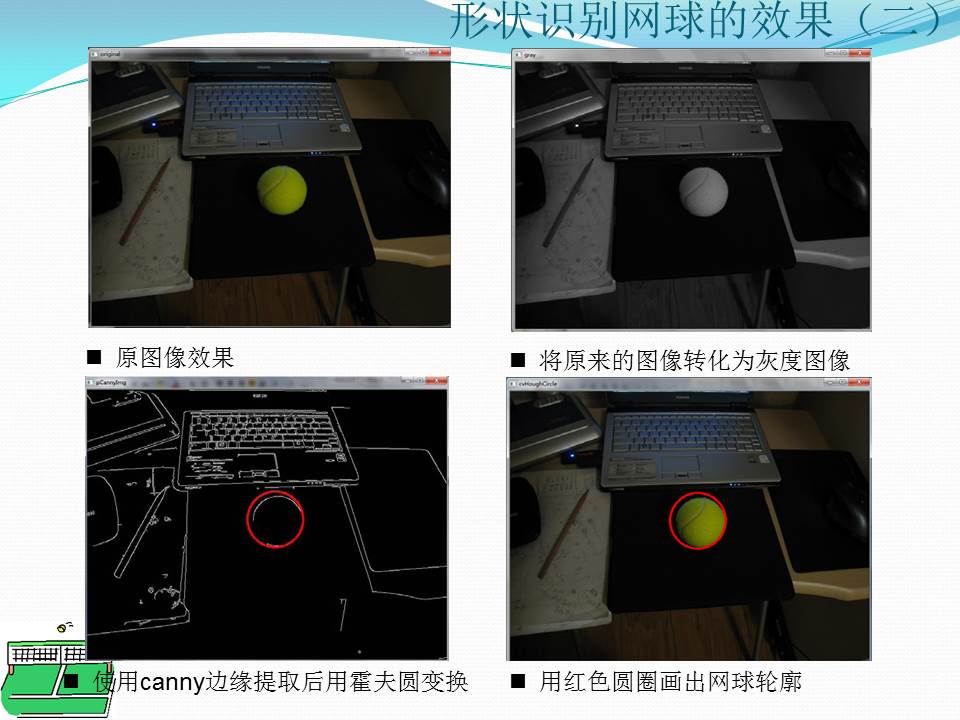 形状识别网球的效果（二）
original
gray
原图像效果
将原来的图像转化为灰度图像
pCannyImg
cvHoughCircle
使用canny边缘提取后用霍夫圆变换
用红色圆圈画出网球轮廓